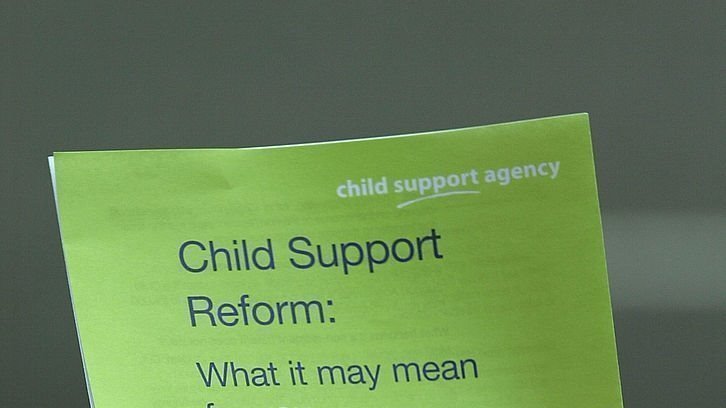 child support agency
Child Support
Reform:
What it may mean